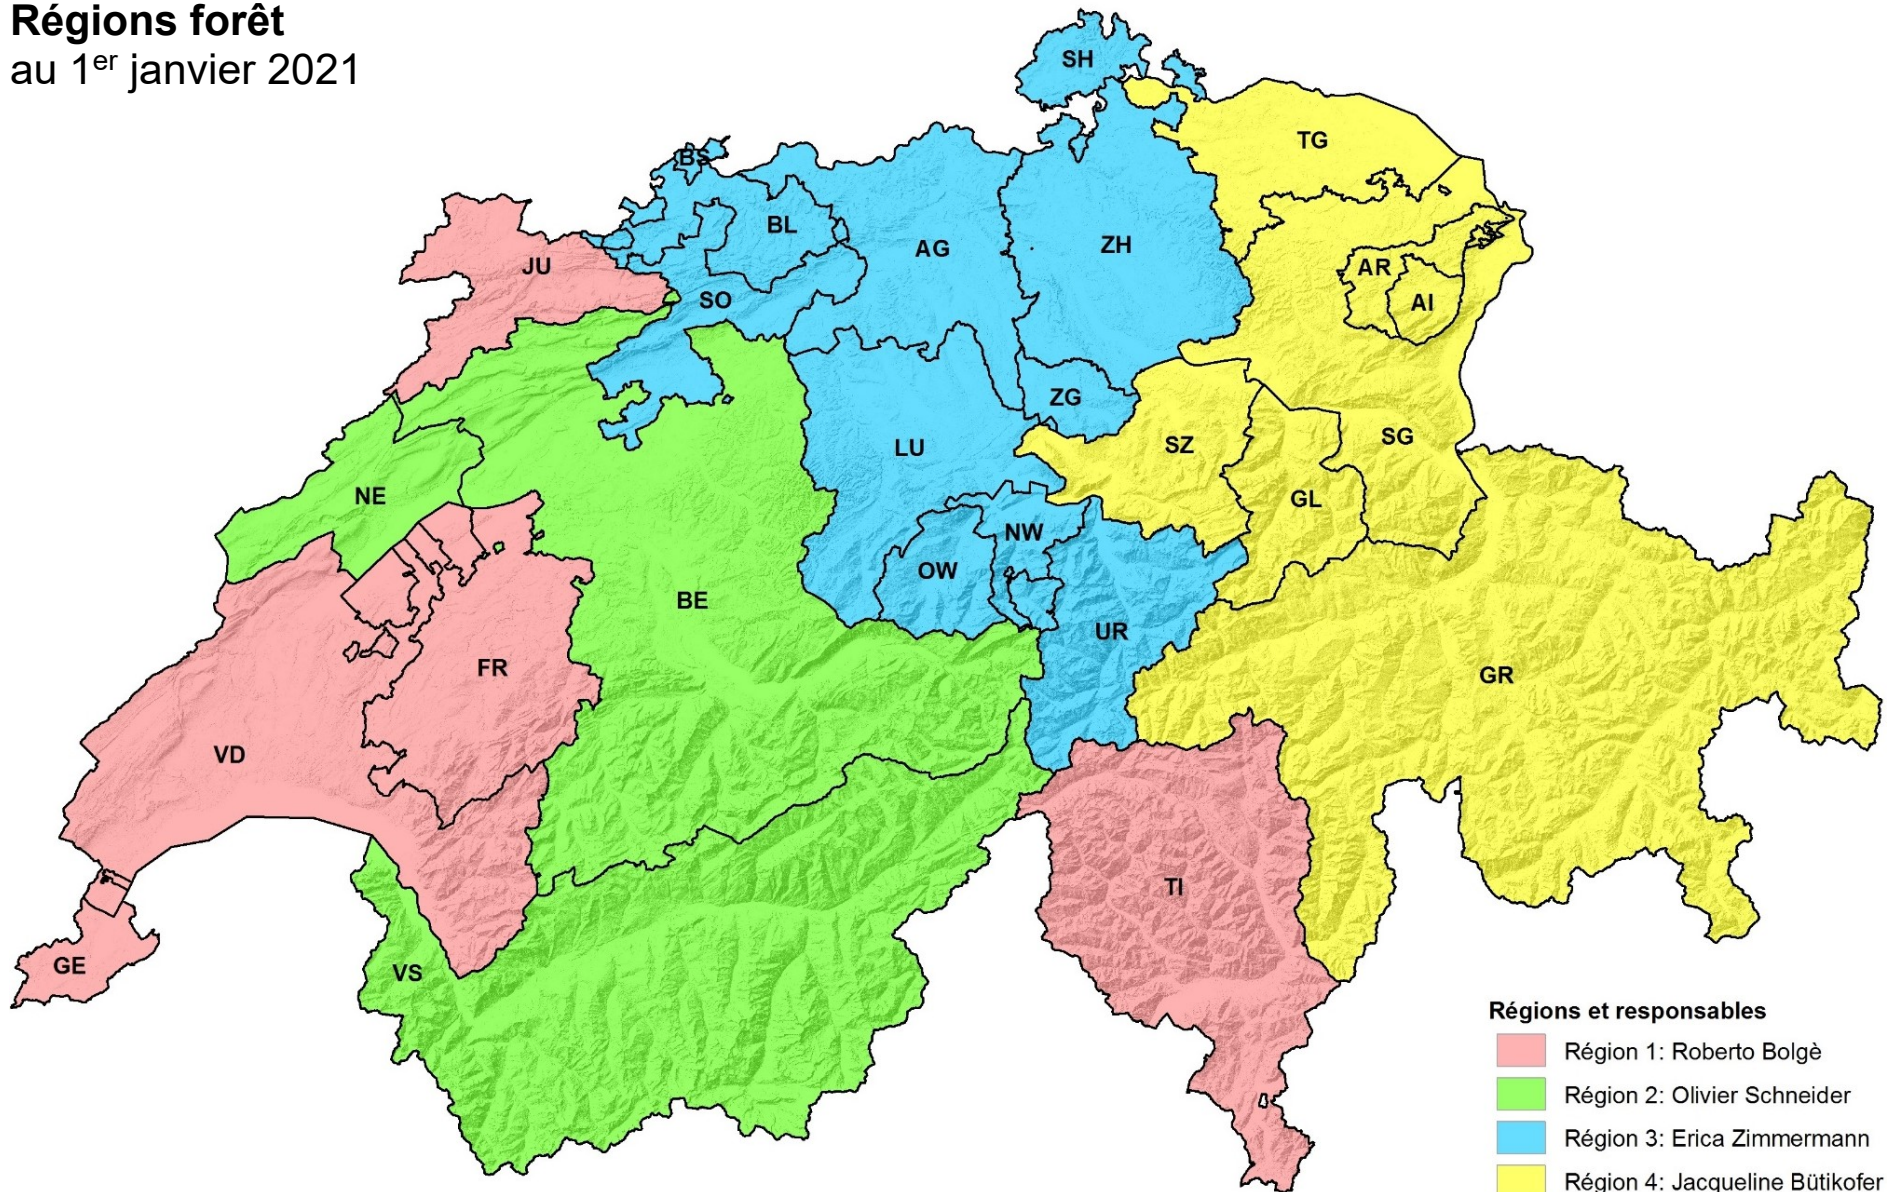 Régions forêt
au 1er janvier 2021
SH
TG
BS
BL
AG
ZH
JU
AR
SO
AI
ZG
LU
SZ
SG
NE
GL
NW
OW
BE
UR
FR
GR
VD
TI
GE
VS
Régions et responsables
Région 1: Roberto Bolgè
Région 2: Olivier Schneider
Région 3: Erica Zimmermann
Région 4: Jacqueline Bütikofer